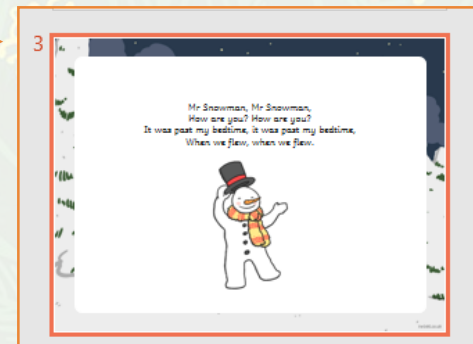 3
Mr Snowman, Mr Snowman,
How are you? How are you?
It was past my bedtime, it was past my bedtime,
When we flew, when we flew.